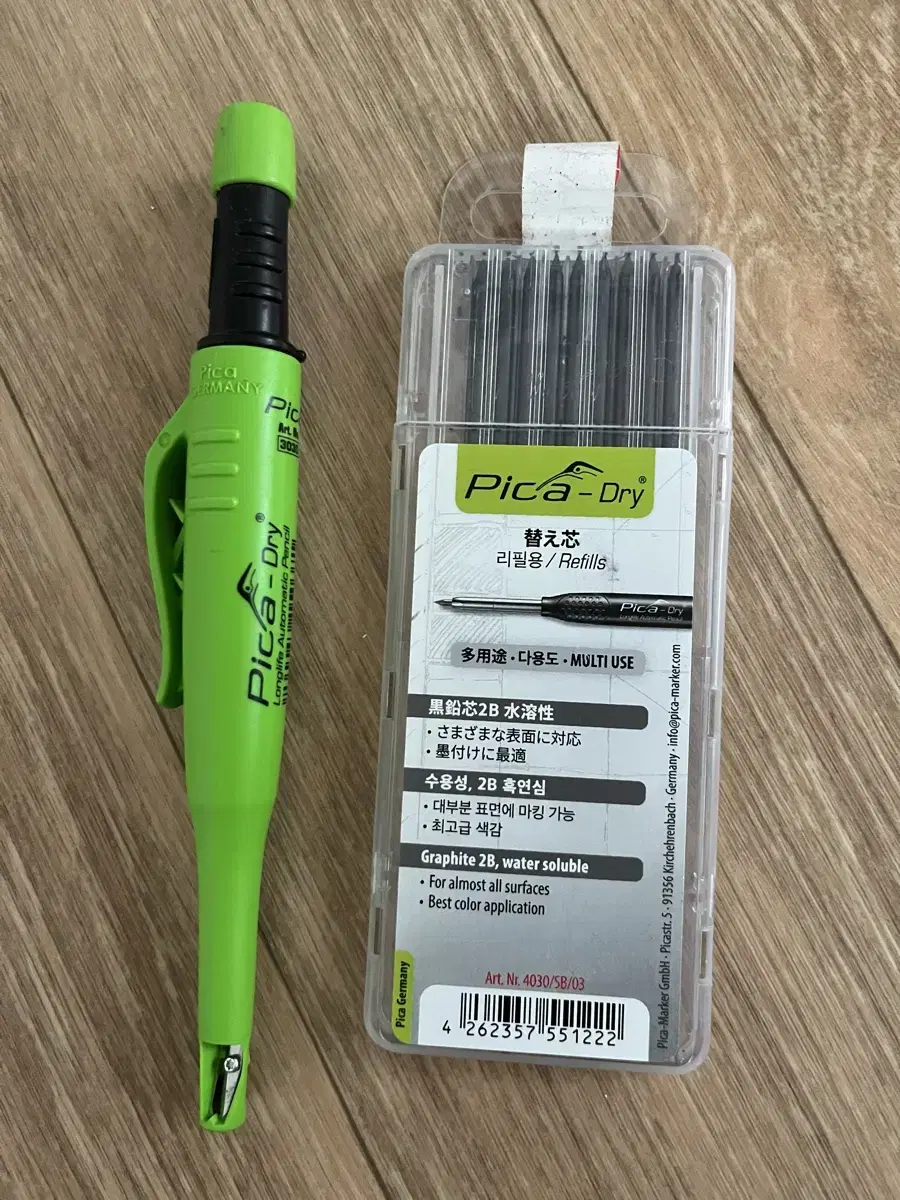 Pica
GERMANY
Pic
Art. N
3030
Pica-Dry®
Longlife Automatic Pencil
Pica-Dry®
替え芯
리필용 / Refills
Pica-Dry
Longlife Automatic Pencil
多用途・다용도・MULTI USE
黒鉛芯2B 水溶性
・さまざまな表面に対応
・墨付けに最適
수용성, 2B 흑연심
• 대부분 표면에 마킹 가능
• 최고급 색감
Graphite 2B, water soluble
• For almost all surfaces
• Best color application
Art. Nr. 4030/SB/03
4 262357 551222
Pica Germany
Pica-Marker GmbH · Picastr. 5 · 91356 Kirchehrenbach · Germany · info@pica-marker.com